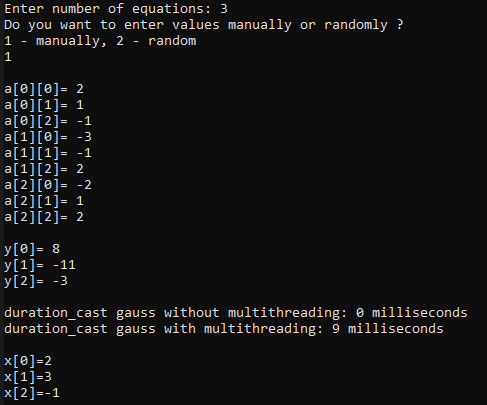 Enter number of equations: 3
Do you want to enter values manually or randomly ?
1 - manually, 2 - random
1
a[0][0]= 2
a[0][1]= 1
a[0][2]= -1
a[1][0]= -3
a[1][1]= -1
a[1][2]= 2
a[2][0]= -2
a[2][1]= 1
a[2][2]= 2
y[0]= 8
y[1]= -11
y[2]= -3
duration_cast gauss without multithreading: 0 milliseconds
duration_cast gauss with multithreading: 9 milliseconds
x[0]=2
x[1]=3
x[2]=-1